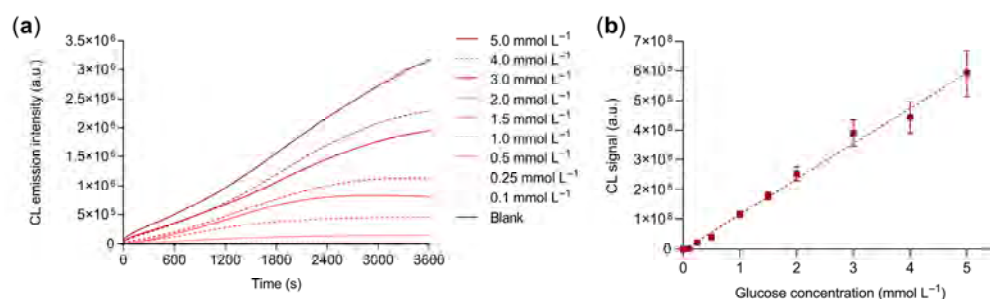 (a)
CL emission intensity (a.u.)
3.5×10⁶
3×10⁶
2.5×10⁶
2×10⁶
1.5×10⁶
1×10⁶
5×10⁵
0
0 600 1200 1800 2400 3000 3600
Time (s)
5.0 mmol L⁻¹
4.0 mmol L⁻¹
3.0 mmol L⁻¹
2.0 mmol L⁻¹
1.5 mmol L⁻¹
1.0 mmol L⁻¹
0.5 mmol L⁻¹
0.25 mmol L⁻¹
0.1 mmol L⁻¹
Blank
(b)
CL signal (a.u.)
7×10⁸
6×10⁸
5×10⁸
4×10⁸
3×10⁸
2×10⁸
1×10⁸
0
0 1 2 3 4 5
Glucose concentration (mmol L⁻¹)